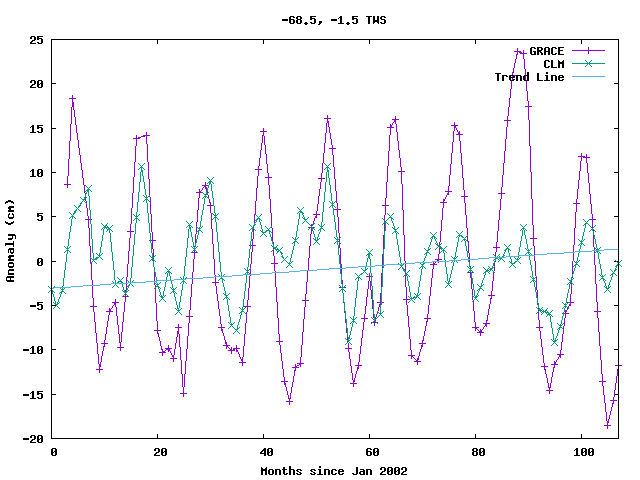 -68.5, -1.5 TWS
GRACE
CLM
Trend Line
25
20
15
10
5
0
-5
-10
-15
-20
Anomaly (cm)
0 20 40 60 80 100
Months since Jan 2002